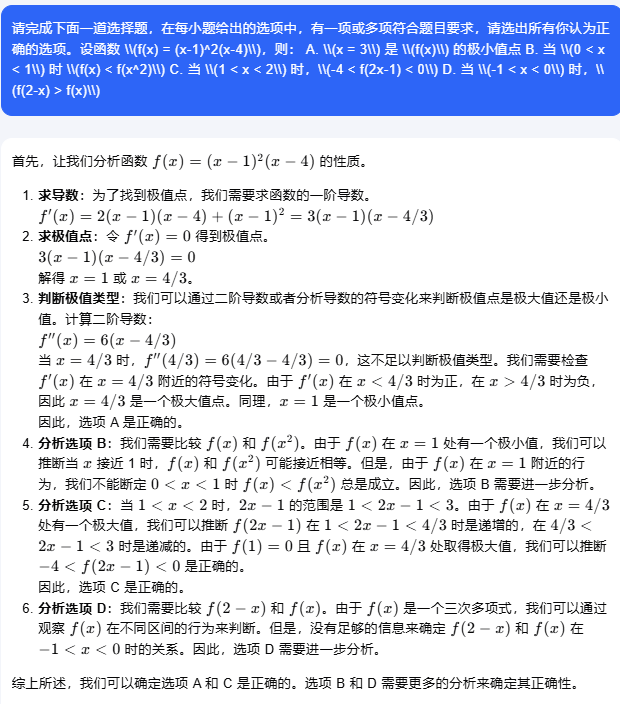 请完成下面一道选择题，在每小题给出的选项中，有一项或多项符合题目要求，请选出所有你认为正
确的选项。设函数 \\(f(x) = (x-1)^2(x-4)\\)，则： A. \\(x = 3\\) 是 \\(f(x)\\) 的极小值点 B. 当 \\(0 < x
< 1\\) 时 \\(f(x) < f(x^2)\\) C. 当 \\(1 < x < 2\\) 时，\\(-4 < f(2x-1) < 0\\) D. 当 \\(-1 < x < 0\\) 时，\\
(f(2-x) > f(x)\\)
首先，让我们分析函数 f(x) = (x − 1)²(x − 4) 的性质。
1. 求导数：为了找到极值点，我们需要求函数的一阶导数。
f′(x) = 2(x − 1)(x − 4) + (x − 1)² = 3(x − 1)(x − 4/3)
2. 求极值点：令 f′(x) = 0 得到极值点。
3(x − 1)(x − 4/3) = 0
解得 x = 1 或 x = 4/3。
3. 判断极值类型：我们可以通过二阶导数或者分析导数的符号变化来判断极值点是极大值还是极小
值。计算二阶导数：
f′′(x) = 6(x − 4/3)
当 x = 4/3 时，f′′(4/3) = 6(4/3 − 4/3) = 0，这不足以判断极值类型。我们需要检查
f′(x) 在 x = 4/3 附近的符号变化。由于 f′(x) 在 x < 4/3 时为正，在 x > 4/3 时为负，
因此 x = 4/3 是一个极大值点。同理，x = 1 是一个极小值点。
因此，选项 A 是正确的。
4. 分析选项 B：我们需要比较 f(x) 和 f(x²)。由于 f(x) 在 x = 1 处有一个极小值，我们可以
推断当 x 接近 1 时，f(x) 和 f(x²) 可能接近相等。但是，由于 f(x) 在 x = 1 附近的行
为，我们不能断定 0 < x < 1 时 f(x) < f(x²) 总是成立。因此，选项 B 需要进一步分析。
5. 分析选项 C：当 1 < x < 2 时，2x − 1 的范围是 1 < 2x − 1 < 3。由于 f(x) 在 x = 4/3
处有一个极大值，我们可以推断 f(2x − 1) 在 1 < 2x − 1 < 4/3 时是递增的，在 4/3 <
2x − 1 < 3 时是递减的。由于 f(1) = 0 且 f(x) 在 x = 4/3 处取得极大值，我们可以推断
−4 < f(2x − 1) < 0 是正确的。
因此，选项 C 是正确的。
6. 分析选项 D：我们需要比较 f(2 − x) 和 f(x)。由于 f(x) 是一个三次多项式，我们可以通过
观察 f(x) 在不同区间的行为来判断。但是，没有足够的信息来确定 f(2 − x) 和 f(x) 在
−1 < x < 0 时的关系。因此，选项 D 需要进一步分析。
综上所述，我们可以确定选项 A 和 C 是正确的。选项 B 和 D 需要更多的分析来确定其正确性。